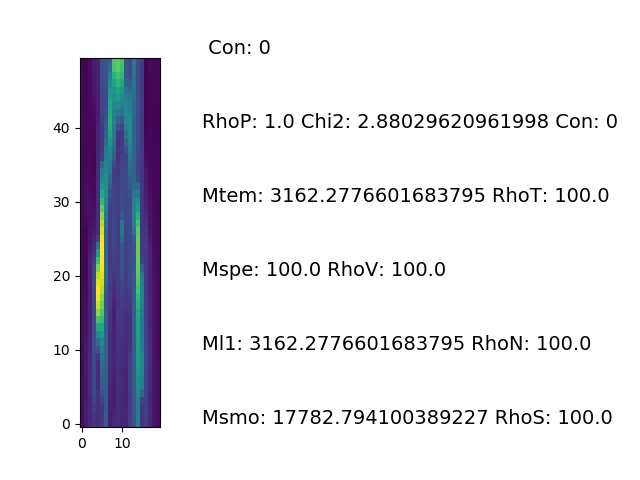 Con: 0
RhoP: 1.0 Chi2: 2.88029620961998 Con: 0
40
Mtem: 3162.2776601683795 RhoT: 100.0
30
Mspe: 100.0 RhoV: 100.0
20
Ml1: 3162.2776601683795 RhoN: 100.0
10
Msmo: 17782.794100389227 RhoS: 100.0
0
0 10